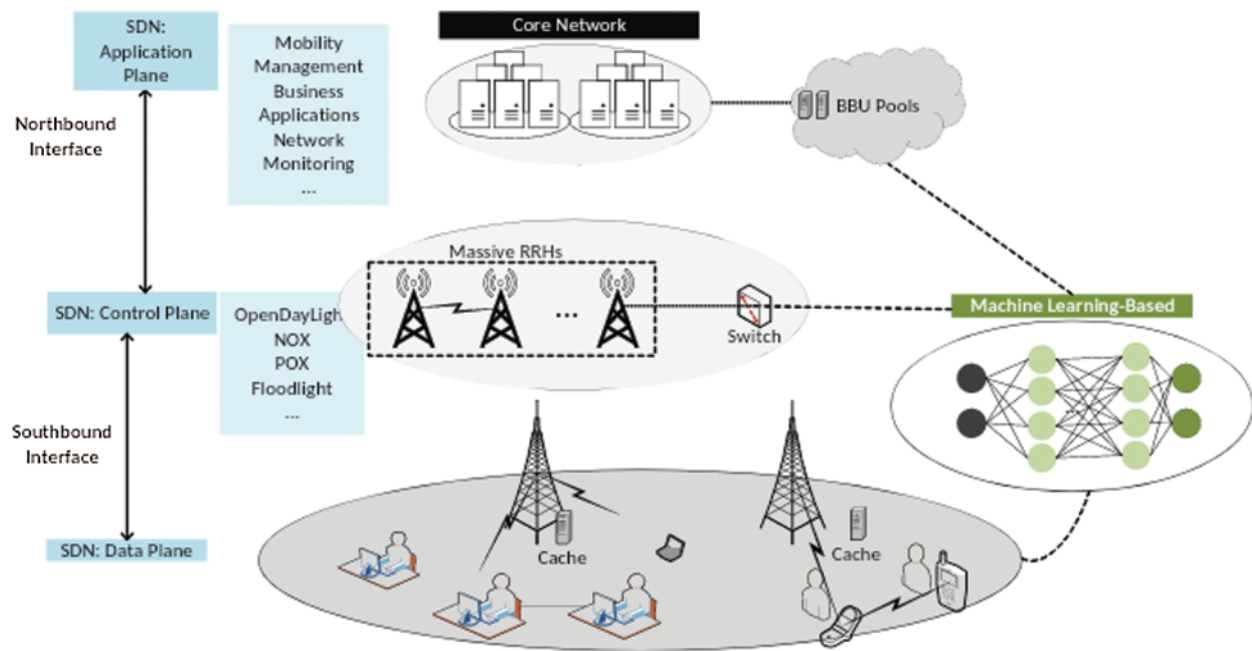 SDN:
Application
Plane
Mobility
Management
Business
Applications
Network
Monitoring
...
Core Network
BBU Pools
Northbound
Interface
Massive RRHs
...
Switch
SDN: Control Plane
OpenDayLigh
NOX
POX
Floodlight
...
Machine Learning-Based
...
Southbound
Interface
SDN: Data Plane
Cache
Cache